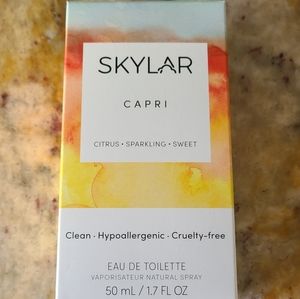 SKYLAR
CAPRI
CITRUS • SPARKLING • SWEET
Clean · Hypoallergenic · Cruelty-free
EAU DE TOILETTE
VAPORISATEUR NATURAL SPRAY
50 mL / 1.7 FL OZ